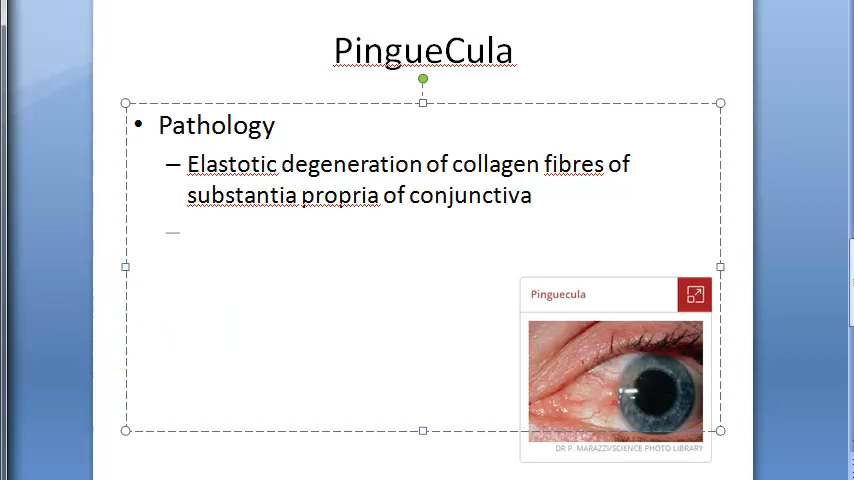 PingueCula
• Pathology
– Elastotic degeneration of collagen fibres of
substantia propria of conjunctiva
–
Pinguecula
DR P. MARAZZI/SCIENCE PHOTO LIBRARY